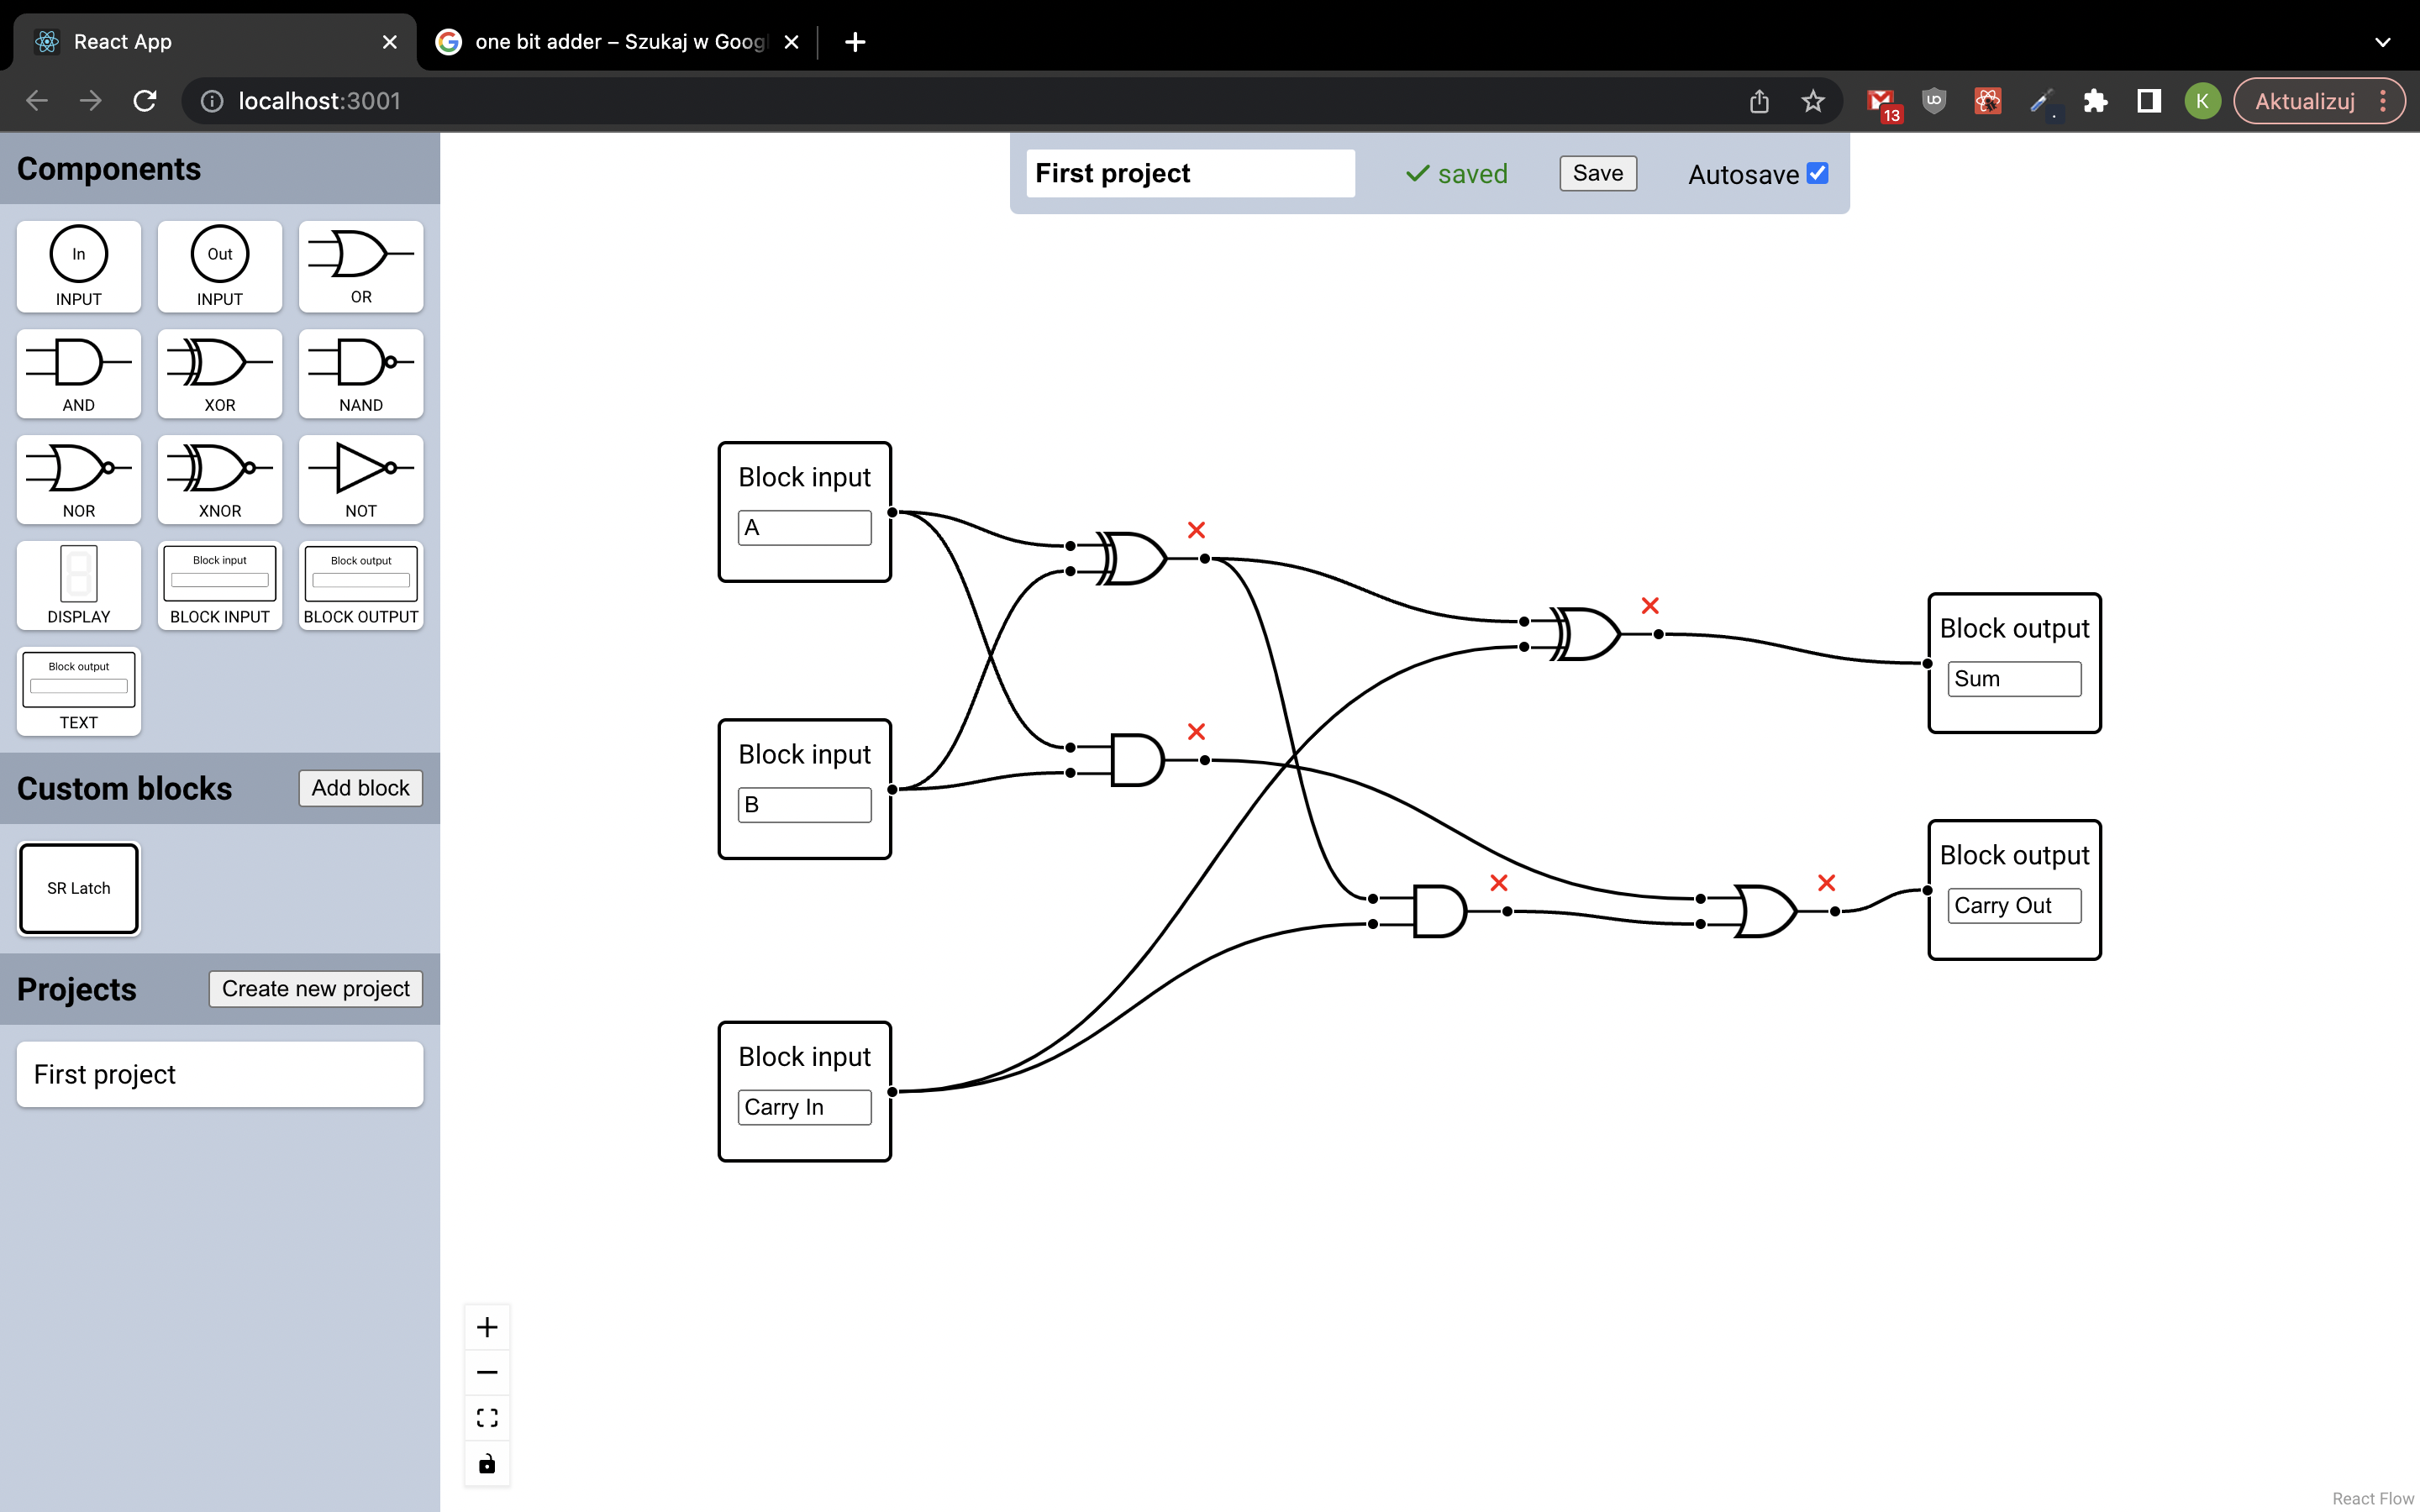 React App
one bit adder – Szukaj w Goog
localhost:3001
13
K
Aktualizuj
Components
First project
saved
Save
Autosave
In
INPUT
Out
INPUT
OR
AND
XOR
NAND
NOR
XNOR
NOT
DISPLAY
Block input
BLOCK INPUT
Block output
BLOCK OUTPUT
Block output
TEXT
Custom blocks
Add block
SR Latch
Projects
Create new project
First project
Block input
A
Block input
B
Block input
Carry In
Block output
Sum
Block output
Carry Out
React Flow